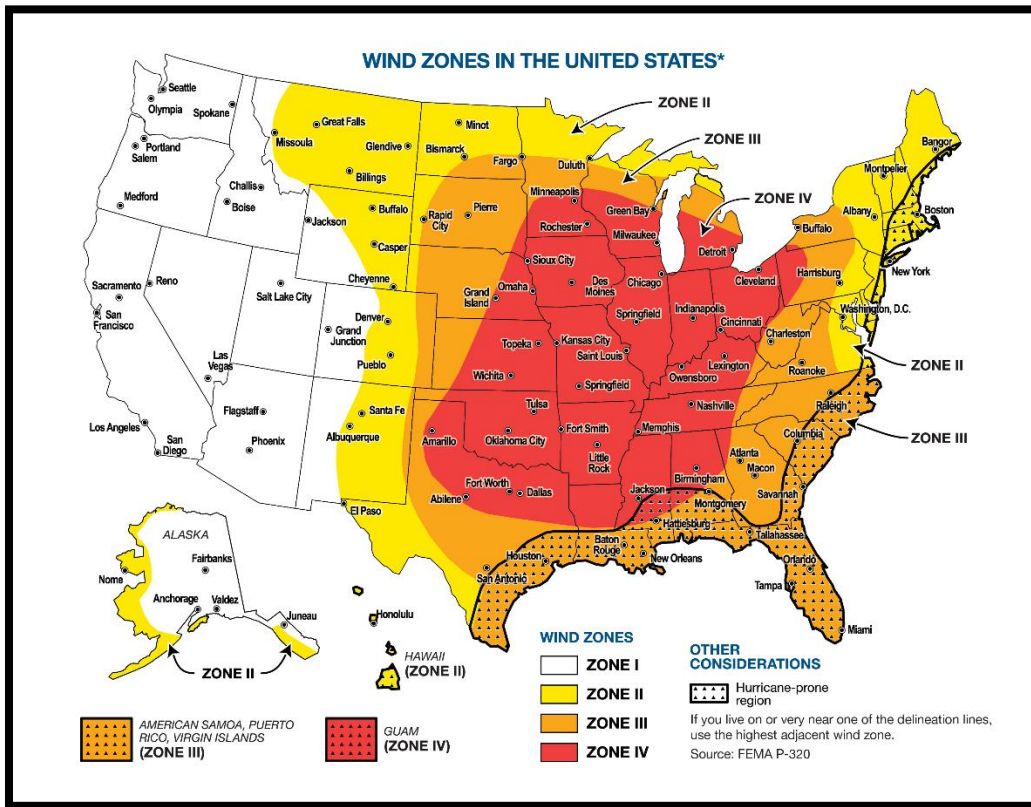 WIND ZONES IN THE UNITED STATES*
ZONE II
ZONE III
ZONE IV
Seattle
Olympia
Spokane
Portland
Salem
Medford
Great Falls
Missoula
Glendive
Billings
Minot
Bismarck
Fargo
Duluth
Minneapolis
Green Bay
Rochester
Milwaukee
Detroit
Buffalo
Albany
Montpelier
Bangor
Boston
New York
Challis
Boise
Jackson
Buffalo
Casper
Cheyenne
Rapid
City
Pierre
Sioux City
Omaha
Des
Moines
Chicago
Cleveland
Harrisburg
Washington, D.C.
Sacramento
San
Francisco
Reno
Salt Lake City
Grand
Junction
Denver
Pueblo
Grand
Island
Topeka
Kansas City
Saint Louis
Springfield
Indianapolis
Cincinnati
Charleston
Roanoke
ZONE II
Las
Vegas
Wichita
Springfield
Owensboro
Lexington
Nashville
Raleigh
ZONE III
Los Angeles
San
Diego
Flagstaff
Phoenix
Santa Fe
Albuquerque
El Paso
Amarillo
Tulsa
Oklahoma City
Fort Smith
Little
Rock
Memphis
Birmingham
Atlanta
Macon
Columbia
Savannah
Abilene
Fort Worth
Dallas
Jackson
Montgomery
Hattiesburg
Tallahassee
Houston
San Antonio
Baton
Rouge
New Orleans
Orlando
Tampa
Miami
ALASKA
Nome
Fairbanks
Anchorage
Valdez
Juneau
ZONE II
Honolulu
HAWAII
(ZONE II)
AMERICAN SAMOA, PUERTO
RICO, VIRGIN ISLANDS
(ZONE III)
GUAM
(ZONE IV)
WIND ZONES
ZONE I
ZONE II
ZONE III
ZONE IV
OTHER
CONSIDERATIONS
Hurricane-prone
region
If you live on or very near one of the delineation lines,
use the highest adjacent wind zone.
Source: FEMA P-320